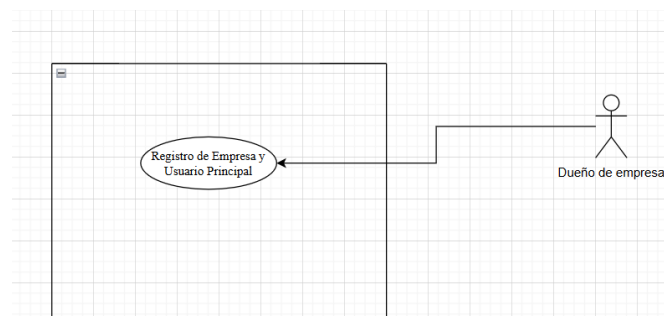 Registro de Empresa y
Usuario Principal
Dueño de empresa